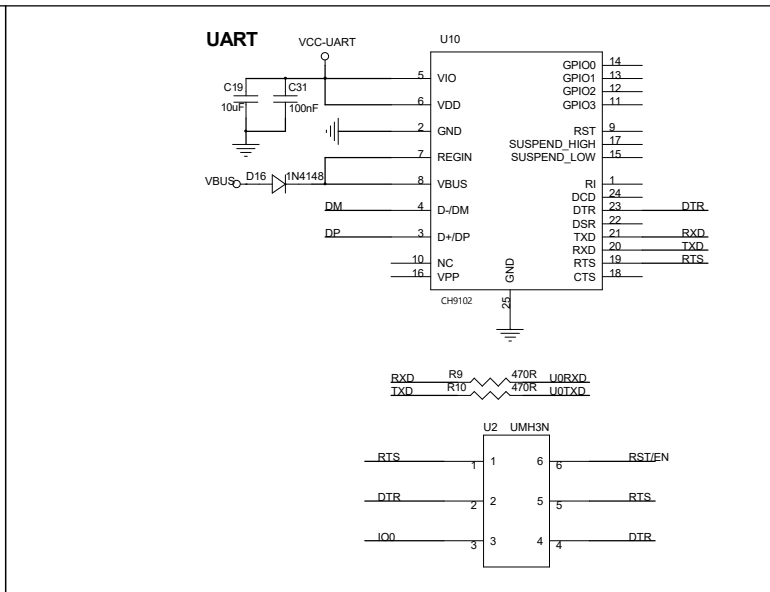 UART
VCC-UART
U10
C19
10uF
C31
100nF
5 VIO
6 VDD
2 GND
7 REGIN
8 VBUS
4 D-/DM
3 D+/DP
10 NC
16 VPP
GPIO0 14
GPIO1 13
GPIO2 12
GPIO3 11
RST 9
SUSPEND_HIGH 17
SUSPEND_LOW 15
RI 1
DCD 24
DTR 23 DTR
DSR 22
TXD 21 RXD
RXD 20 TXD
RTS 19 RTS
CTS 18
GND
25
VBUS D16 1N4148
DM
DP
CH9102
RXD R9 470R U0RXD
TXD R10 470R U0TXD
U2 UMH3N
RTS 1 1 6 6 RST/EN
DTR 2 2 5 5 RTS
IO0 3 3 4 4 DTR